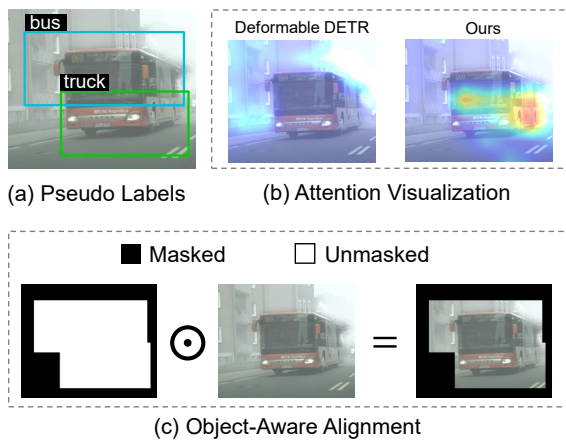 bus
truck
(a) Pseudo Labels
Deformable DETR
Ours
(b) Attention Visualization
Masked
Unmasked
(c) Object-Aware Alignment